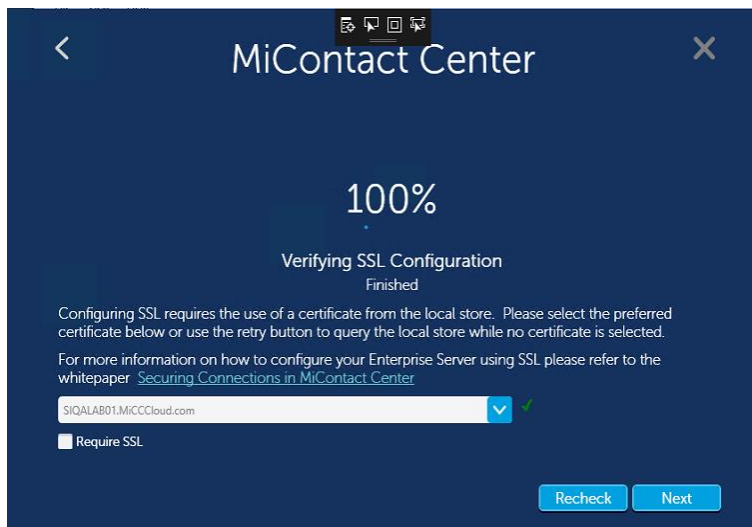 MiContact Center
100%
Verifying SSL Configuration
Finished
Configuring SSL requires the use of a certificate from the local store. Please select the preferred
certificate below or use the retry button to query the local store while no certificate is selected.
For more information on how to configure your Enterprise Server using SSL please refer to the
whitepaper Securing Connections in MiContact Center
SIQALAB01.MiCCCloud.com
Require SSL
Recheck Next